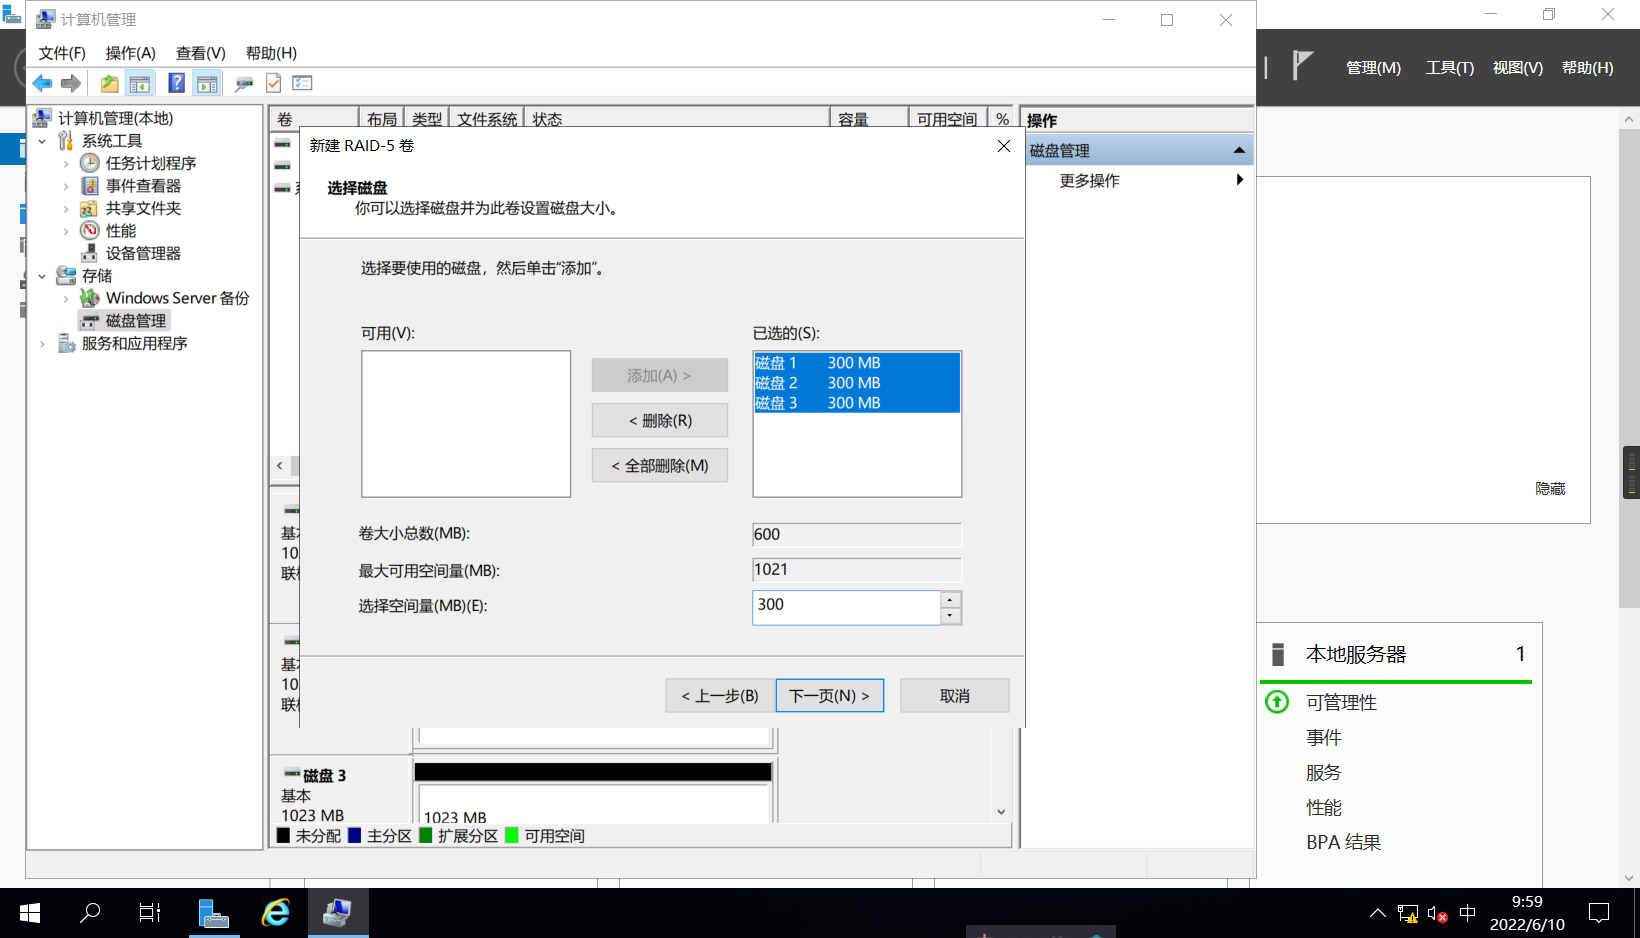 计算机管理
文件(F) 操作(A) 查看(V) 帮助(H)
管理(M) 工具(T) 视图(V) 帮助(H)
计算机管理(本地)
系统工具
任务计划程序
事件查看器
共享文件夹
性能
设备管理器
存储
Windows Server 备份
磁盘管理
服务和应用程序
卷 布局 类型 文件系统 状态 容量 可用空间 %
操作
磁盘管理
更多操作
新建 RAID-5 卷
选择磁盘
你可以选择磁盘并为此卷设置磁盘大小。
选择要使用的磁盘，然后单击“添加”。
可用(V):
已选的(S):
添加(A) >
< 删除(R)
< 全部删除(M)
磁盘 1 300 MB
磁盘 2 300 MB
磁盘 3 300 MB
卷大小总数(MB): 600
最大可用空间量(MB): 1021
选择空间量(MB)(E): 300
< 上一步(B) 下一页(N) > 取消
基
10
联
基
10
联
磁盘 3
基本
1023 MB
1023 MB
未分配 主分区 扩展分区 可用空间
隐藏
本地服务器 1
可管理性
事件
服务
性能
BPA 结果
中
9:59
2022/6/10